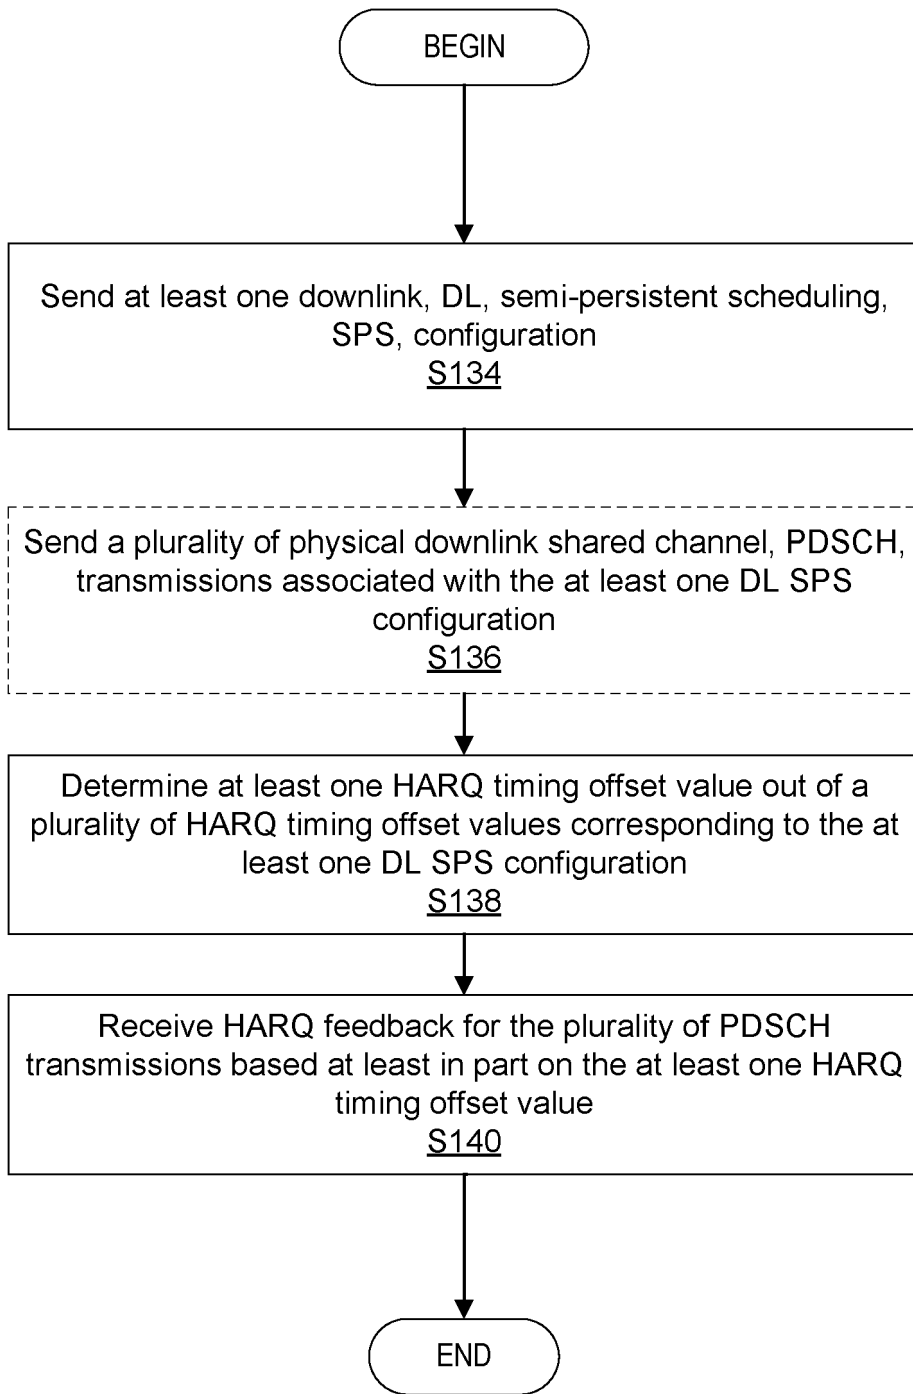 BEGIN
Send at least one downlink, DL, semi-persistent scheduling,
SPS, configuration
S134
Send a plurality of physical downlink shared channel, PDSCH,
transmissions associated with the at least one DL SPS
configuration
S136
Determine at least one HARQ timing offset value out of a
plurality of HARQ timing offset values corresponding to the at
least one DL SPS configuration
S138
Receive HARQ feedback for the plurality of PDSCH
transmissions based at least in part on the at least one HARQ
timing offset value
S140
END